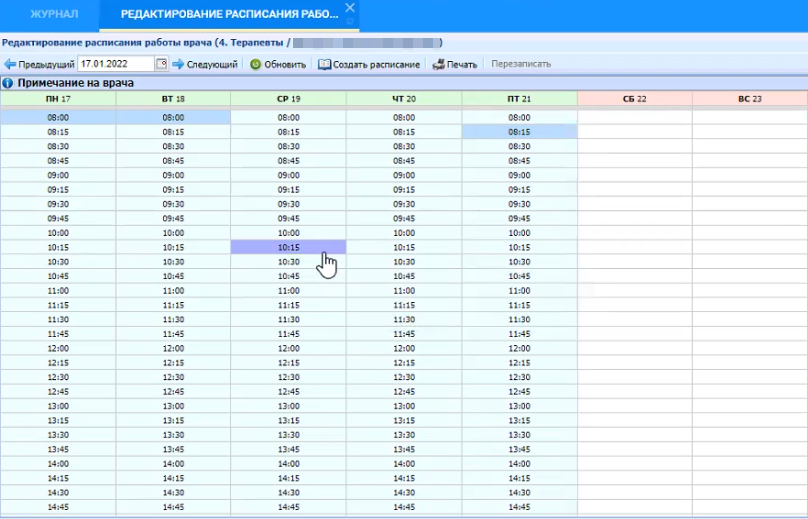 ЖУРНАЛ РЕДАКТИРОВАНИЕ РАСПИСАНИЯ РАБО...
Редактирование расписания работы врача (4. Терапевты / )
Предыдущий 17.01.2022 Следующий Обновить Создать расписание Печать Перезаписать
Примечание на врача
ПН 17 ВТ 18 СР 19 ЧТ 20 ПТ 21 СБ 22 ВС 23
08:00 08:00 08:00 08:00 08:00
08:15 08:15 08:15 08:15 08:15
08:30 08:30 08:30 08:30 08:30
08:45 08:45 08:45 08:45 08:45
09:00 09:00 09:00 09:00 09:00
09:15 09:15 09:15 09:15 09:15
09:30 09:30 09:30 09:30 09:30
09:45 09:45 09:45 09:45 09:45
10:00 10:00 10:00 10:00 10:00
10:15 10:15 10:15 10:15 10:15
10:30 10:30 10:30 10:30 10:30
10:45 10:45 10:45 10:45 10:45
11:00 11:00 11:00 11:00 11:00
11:15 11:15 11:15 11:15 11:15
11:30 11:30 11:30 11:30 11:30
11:45 11:45 11:45 11:45 11:45
12:00 12:00 12:00 12:00 12:00
12:15 12:15 12:15 12:15 12:15
12:30 12:30 12:30 12:30 12:30
12:45 12:45 12:45 12:45 12:45
13:00 13:00 13:00 13:00 13:00
13:15 13:15 13:15 13:15 13:15
13:30 13:30 13:30 13:30 13:30
13:45 13:45 13:45 13:45 13:45
14:00 14:00 14:00 14:00 14:00
14:15 14:15 14:15 14:15 14:15
14:30 14:30 14:30 14:30 14:30
14:45 14:45 14:45 14:45 14:45